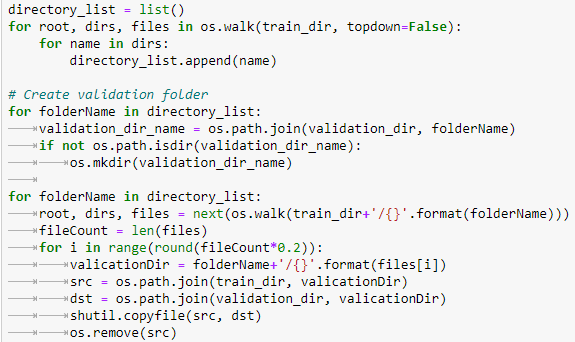 directory_list = list()
for root, dirs, files in os.walk(train_dir, topdown=False):
    for name in dirs:
        directory_list.append(name)

# Create validation folder
for folderName in directory_list:
    validation_dir_name = os.path.join(validation_dir, folderName)
    if not os.path.isdir(validation_dir_name):
        os.mkdir(validation_dir_name)

for folderName in directory_list:
    root, dirs, files = next(os.walk(train_dir+'/{}'.format(folderName)))
    fileCount = len(files)
    for i in range(round(fileCount*0.2)):
        valicationDir = folderName+'/{}'.format(files[i])
        src = os.path.join(train_dir, valicationDir)
        dst = os.path.join(validation_dir, valicationDir)
        shutil.copyfile(src, dst)
        os.remove(src)